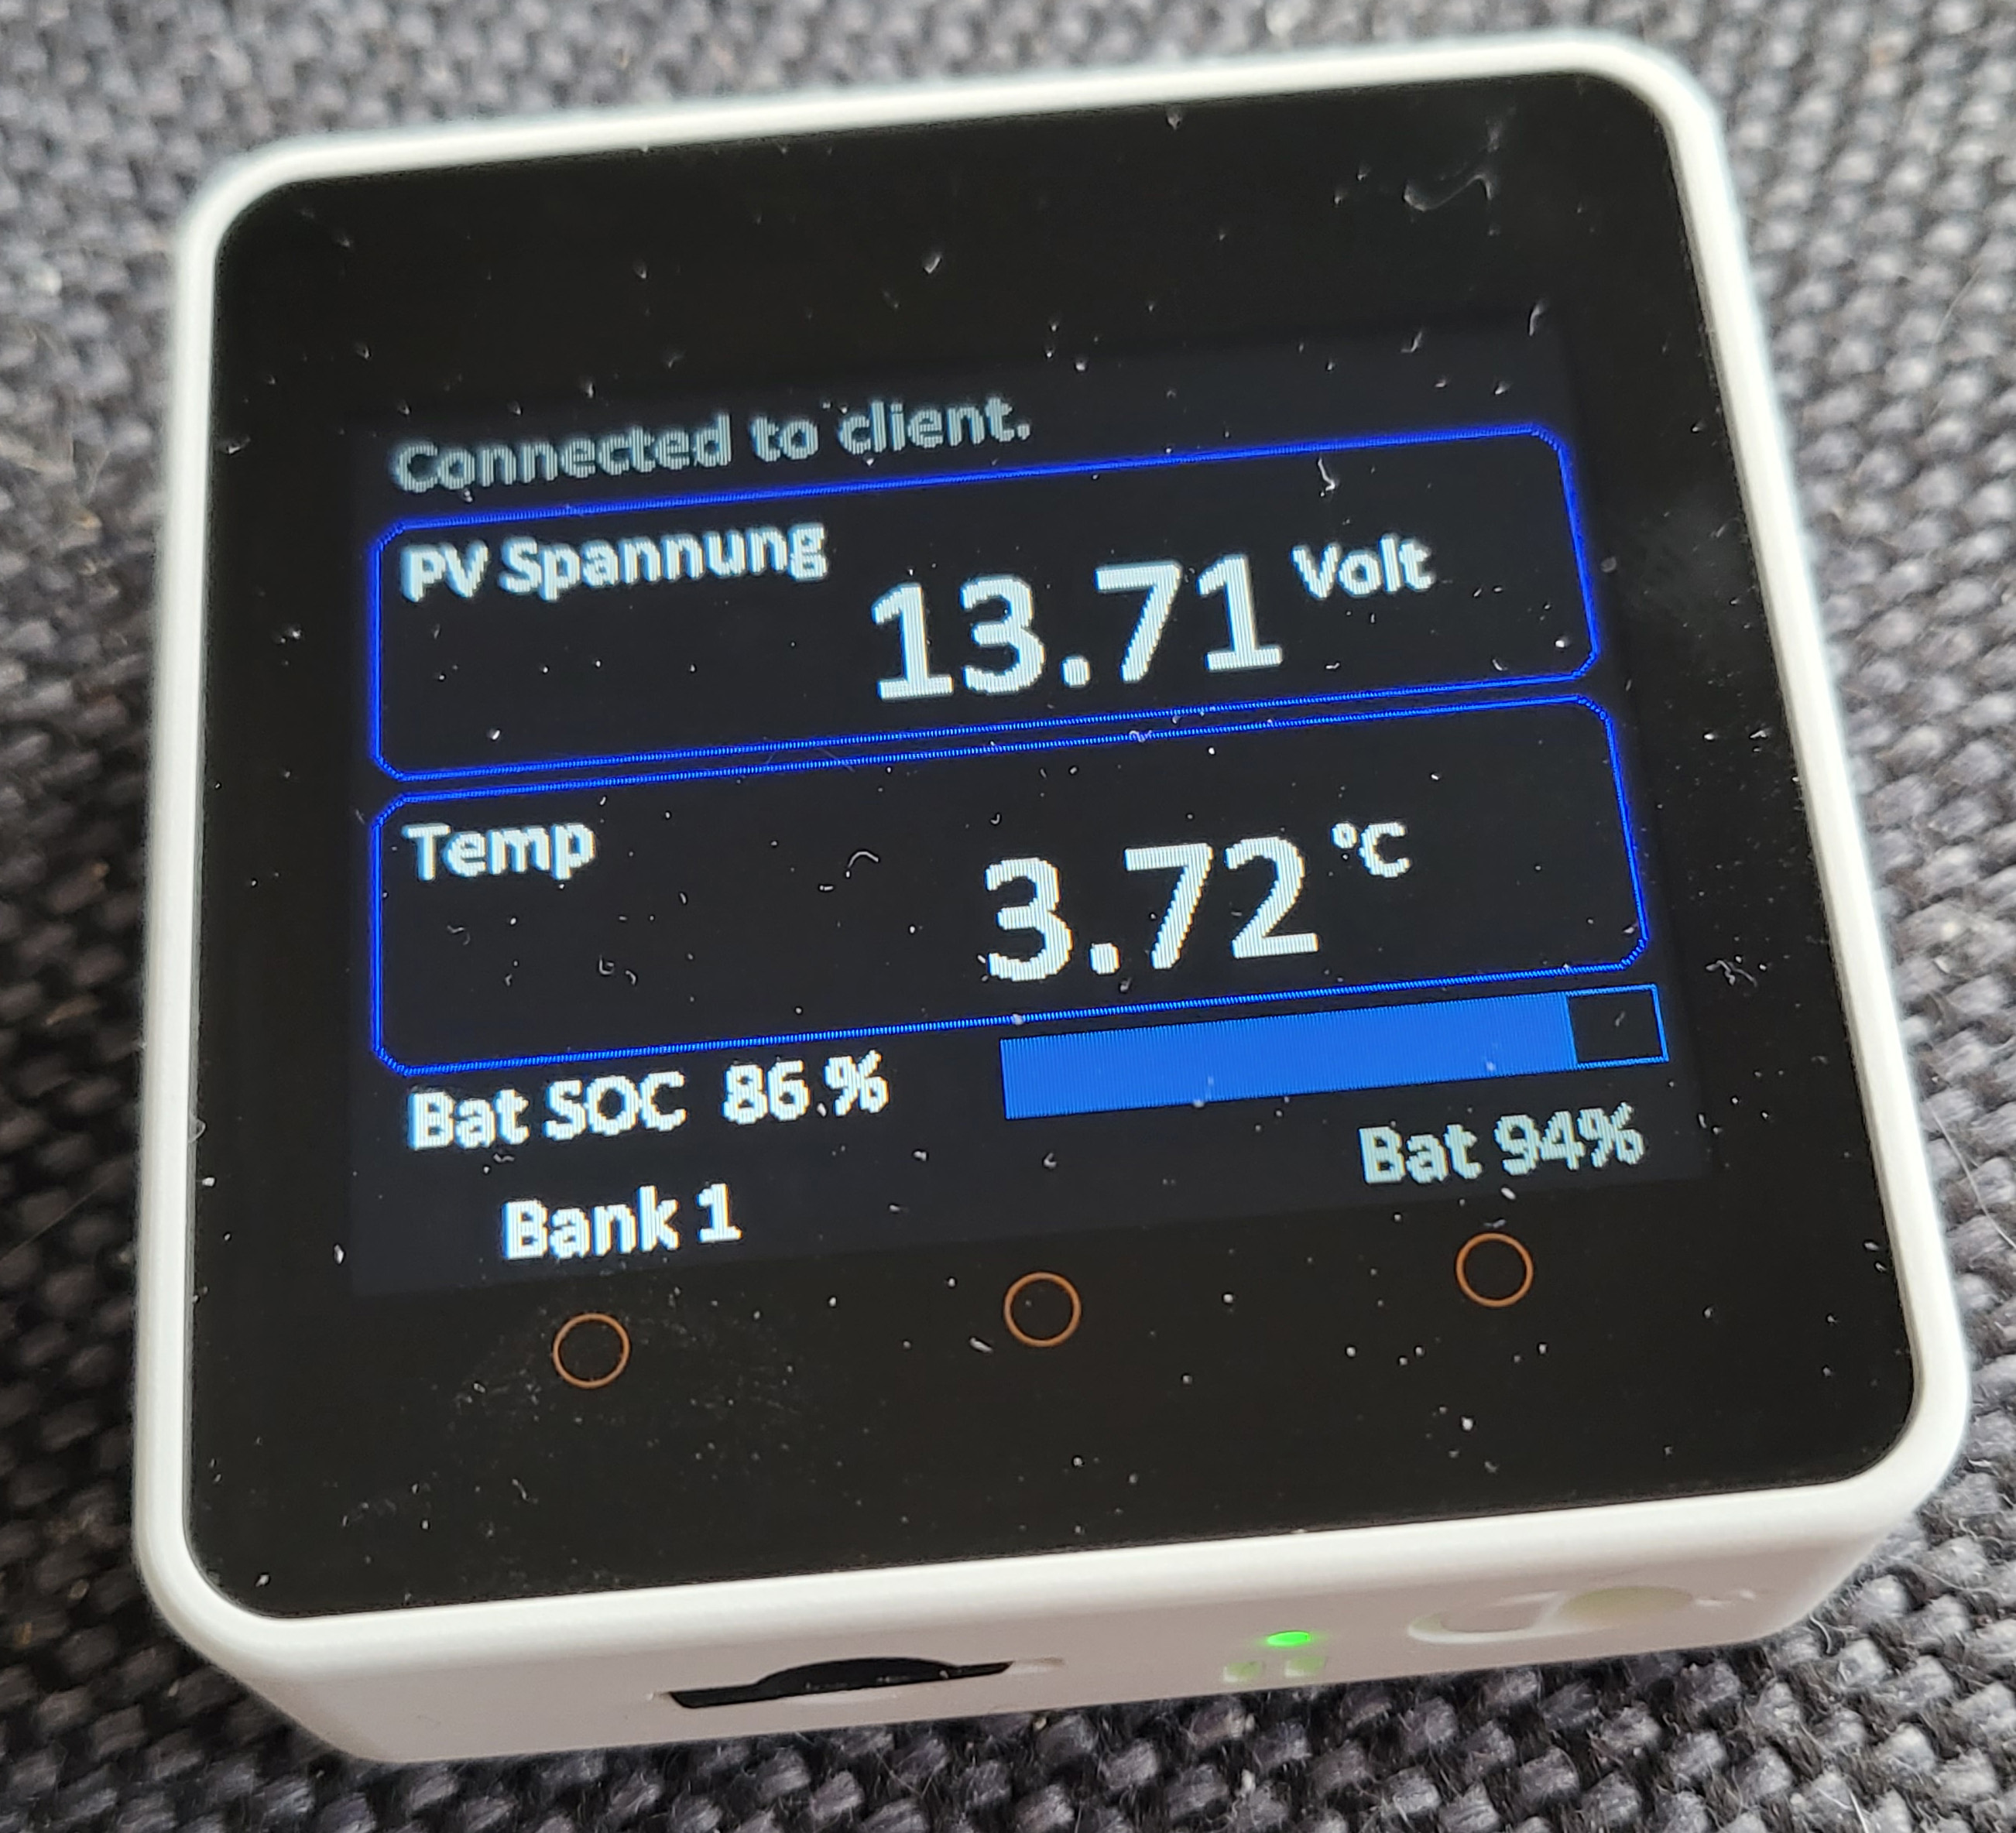 Connected to client.
PV Spannung
13.71 Volt
Temp
3.72 °C
Bat SOC 86.%
Bat 94%
Bank 1